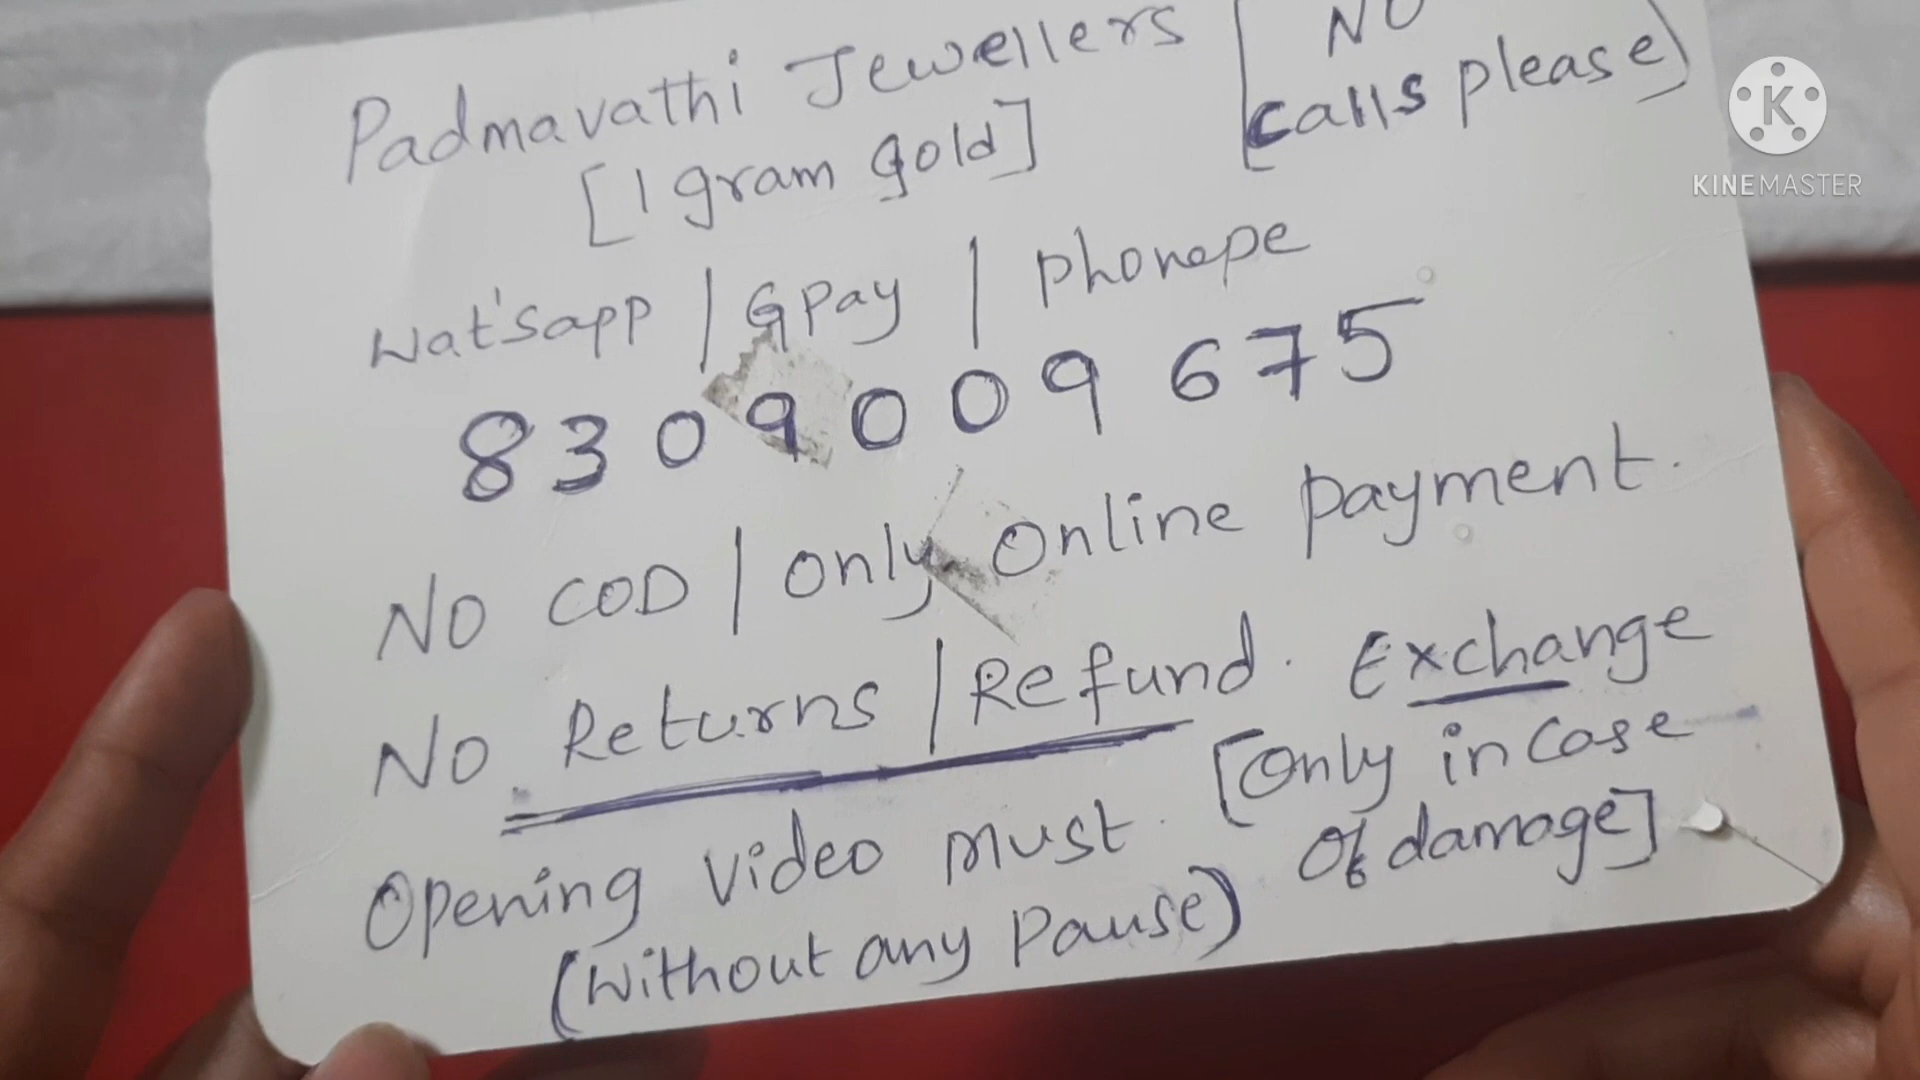 Padmavathi Jewellers
[1 gram gold]
[NO
calls please]
Wat'sapp | GPay | Phonepe
8309009675
NO COD | Only Online Payment.
NO Returns | Refund. Exchange
[Only in Case
Of damage]
Opening video must.
(without any Pause)
KINEMASTER